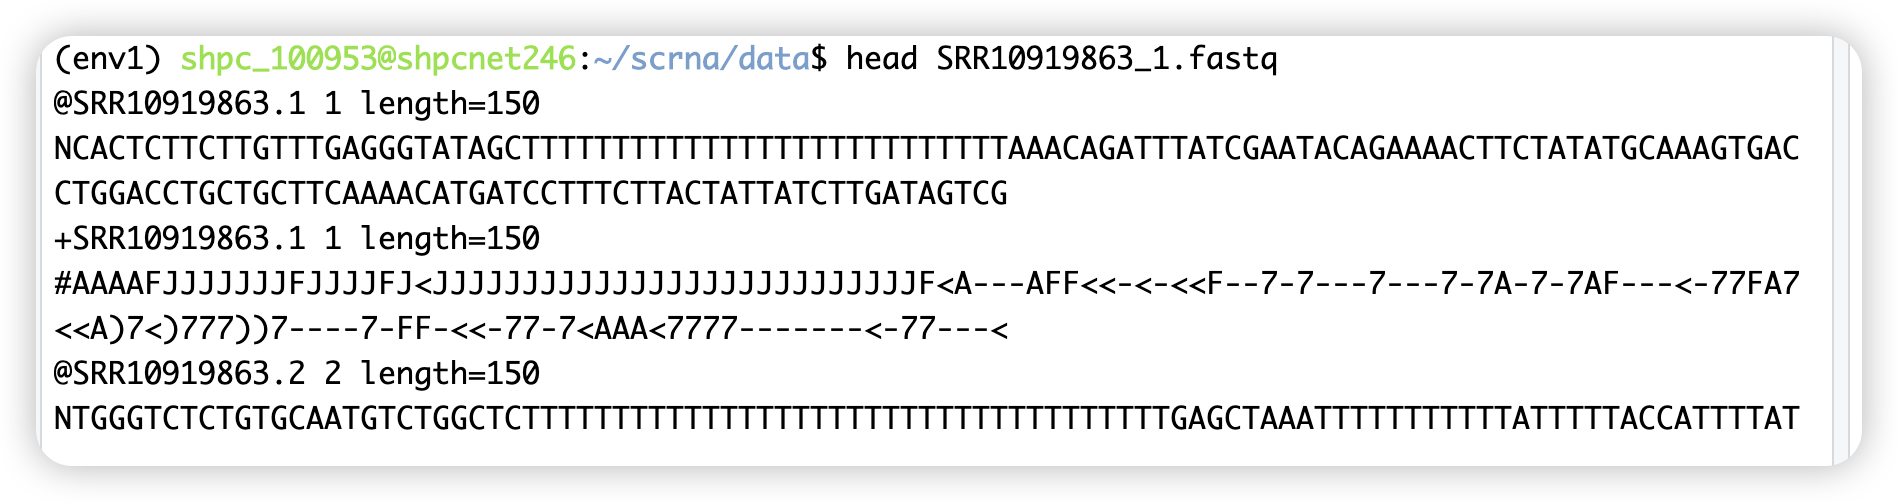 (env1) shpc_100953@shpcnet246:~/scrna/data$ head SRR10919863_1.fastq
@SRR10919863.1 1 length=150
NCACTCTTCTTGTTTGAGGGTATAGCTTTTTTTTTTTTTTTTTTTTTTTTTTTAAACAGATTTATCGAATACAGAAAACTTCTATATGCAAAGTGAC
CTGGACCTGCTGCTTCAAAACATGATCCTTTCTTACTATTATCTTGATAGTCG
+SRR10919863.1 1 length=150
#AAAAFJJJJJJJFJJJJFJ<JJJJJJJJJJJJJJJJJJJJJJJJJJJF<A---AFF<<-<-<<F--7-7---7---7-7A-7-7AF---<-77FA7
<<A)7<)777))7----7-FF-<<-77-7<AAA<7777-------<-77---<
@SRR10919863.2 2 length=150
NTGGGTCTCTGTGCAATGTCTGGCTCTTTTTTTTTTTTTTTTTTTTTTTTTTTTTTTTTTTTGAGCTAAATTTTTTTTTTTATTTTTACCATTTTAT